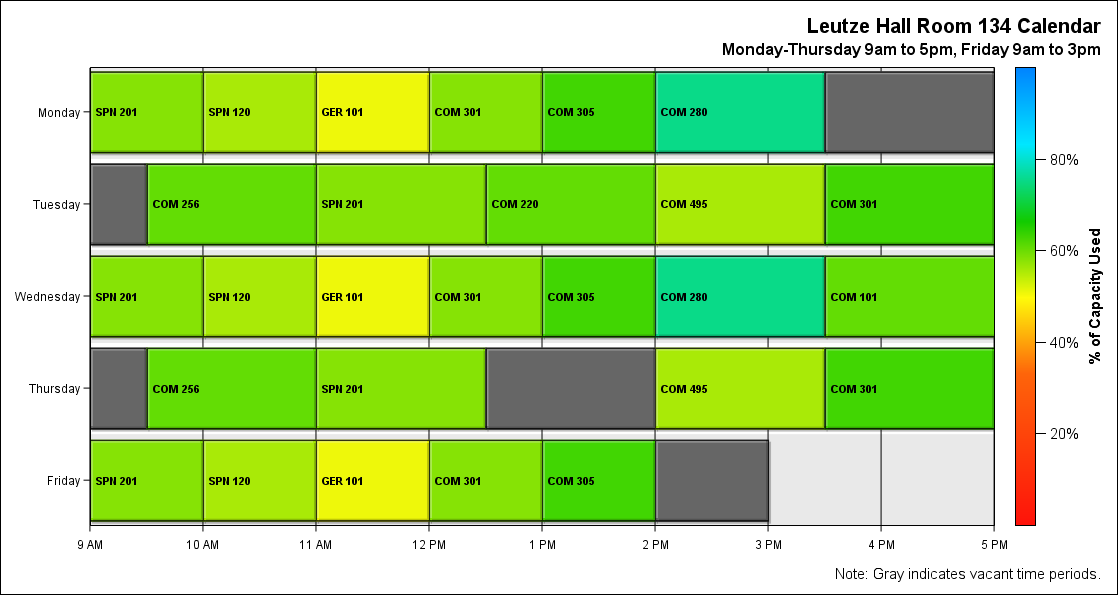 Leutze Hall Room 134 Calendar
Monday-Thursday 9am to 5pm, Friday 9am to 3pm
Monday
SPN 201
SPN 120
GER 101
COM 301
COM 305
COM 280
Tuesday
COM 256
SPN 201
COM 220
COM 495
COM 301
Wednesday
SPN 201
SPN 120
GER 101
COM 301
COM 305
COM 280
COM 101
Thursday
COM 256
SPN 201
COM 495
COM 301
Friday
SPN 201
SPN 120
GER 101
COM 301
COM 305
9 AM
10 AM
11 AM
12 PM
1 PM
2 PM
3 PM
4 PM
5 PM
80%
60%
40%
20%
% of Capacity Used
Note: Gray indicates vacant time periods.